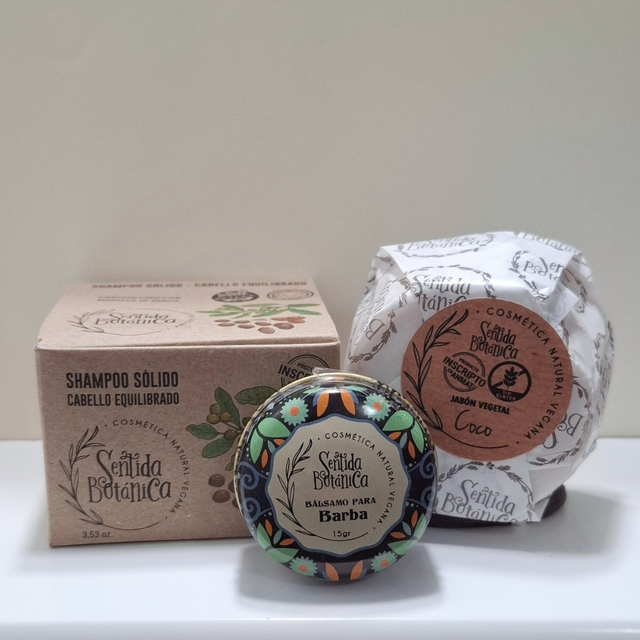 SHAMPOO SÓLIDO - CABELLO EQUILIBRADO
Sentida
Botánica
SHAMPOO SÓLIDO
CABELLO EQUILIBRADO
• COSMÉTICA NATURAL VEGANA •
Sentida
Botánica
3,53 oz.
INSCRIPTO
• COSMÉTICA NATURAL VEGANA •
Sentida
Botánica
BÁLSAMO PARA
Barba
15gr
Sentida
Botánica
• COSMÉTICA NATURAL VEGANA •
Sentida
Botánica
PRODUCTO
INSCRIPTO
ANMAT
JABÓN VEGETAL
Coco
Sentida
Botánica